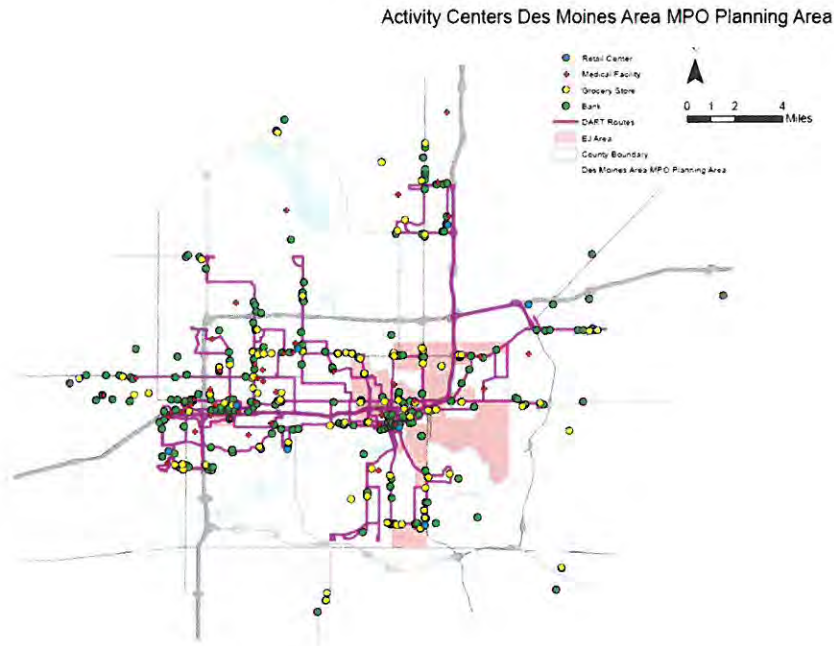 Activity Centers Des Moines Area MPO Planning Area
Retail Center
Medical Facility
Grocery Store
Bank
DART Routes
EJ Area
County Boundary
Des Moines Area MPO Planning Area
N
0 1 2 4
Miles